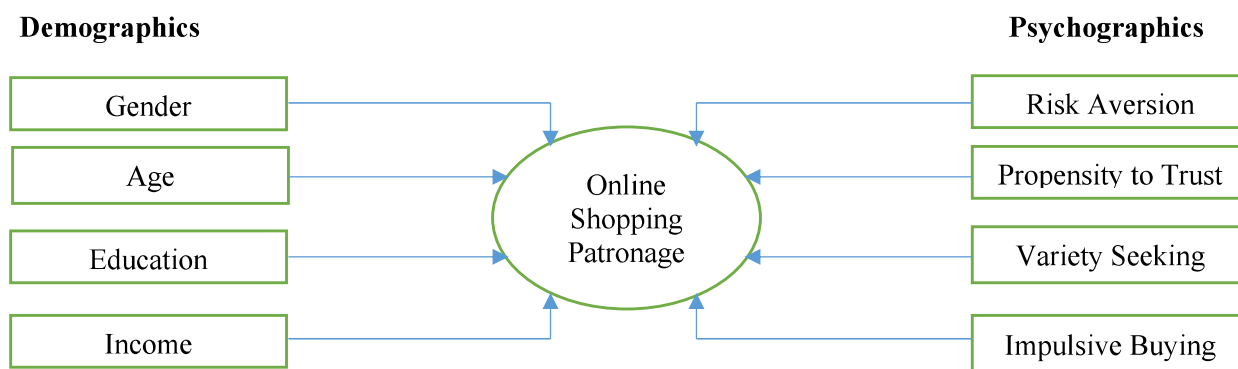 Demographics
Gender
Age
Education
Income
Online
Shopping
Patronage
Psychographics
Risk Aversion
Propensity to Trust
Variety Seeking
Impulsive Buying